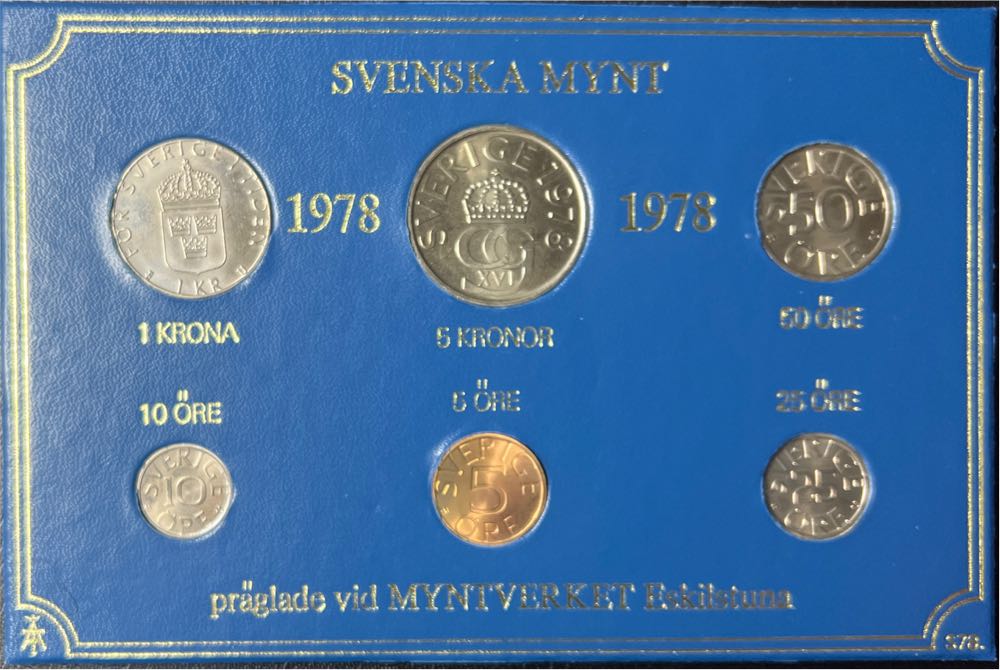 SVENSKA MYNT
FÖR SVERIGE I TIDEN
1 KR U
1978
SVERIGE 1978
XVI
1978
SVERIGE
50
ÖRE
1 KRONA
5 KRONOR
50 ÖRE
10 ÖRE
5 ÖRE
25 ÖRE
SVERIGE
10
ÖRE
SVERIGE
5
ÖRE
SVERIGE
25
ÖRE
präglade vid MYNTVERKET Eskilstuna
S78.